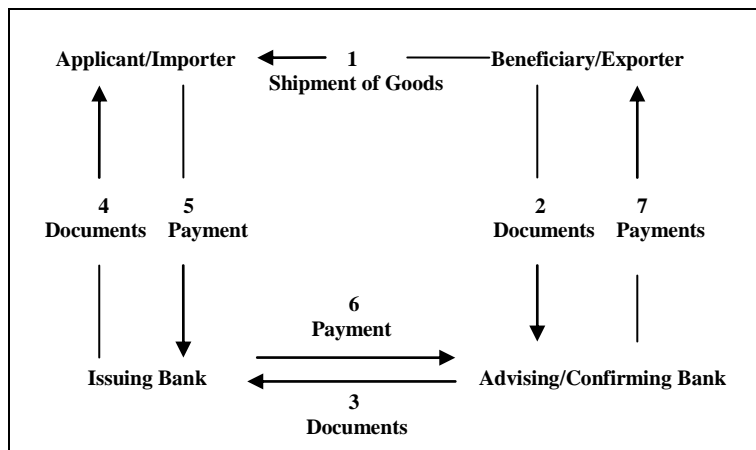 Applicant/Importer
1
Beneficiary/Exporter
Shipment of Goods
4
5
2
7
Documents
Payment
Documents
Payments
6
Payment
Issuing Bank
Advising/Confirming Bank
3
Documents